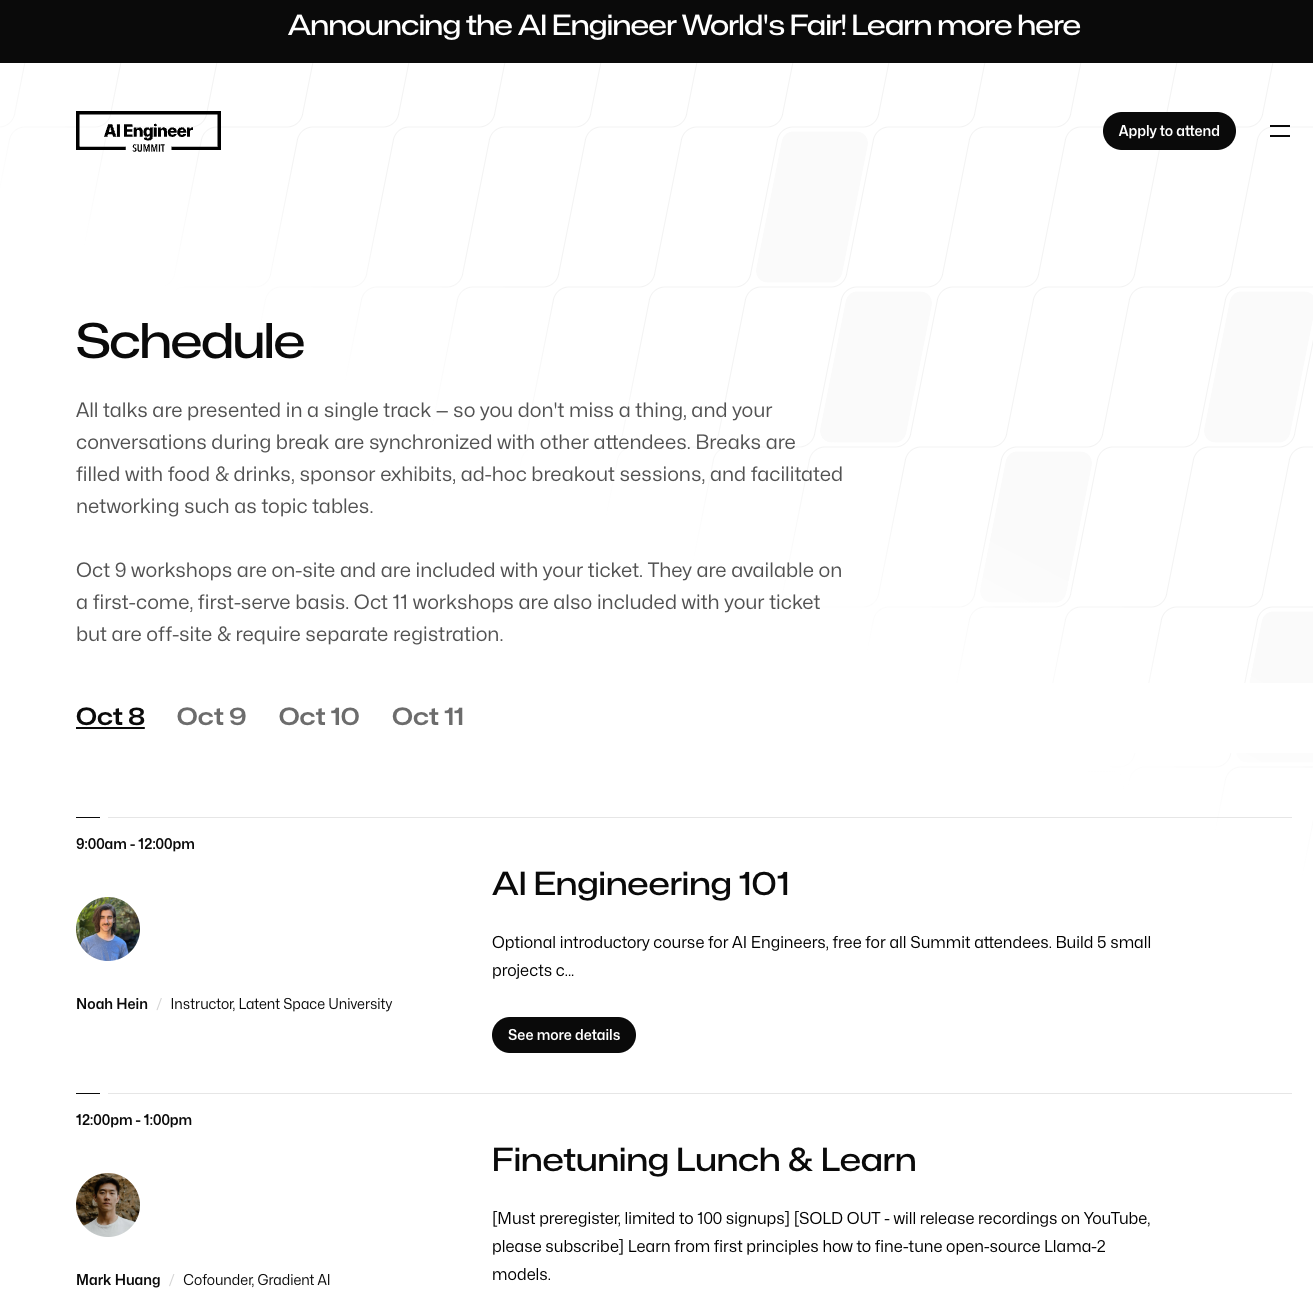 Announcing the AI Engineer World's Fair! Learn more here
AI Engineer
SUMMIT
Apply to attend
Schedule
All talks are presented in a single track — so you don't miss a thing, and your
conversations during break are synchronized with other attendees. Breaks are
filled with food & drinks, sponsor exhibits, ad-hoc breakout sessions, and facilitated
networking such as topic tables.
Oct 9 workshops are on-site and are included with your ticket. They are available on
a first-come, first-serve basis. Oct 11 workshops are also included with your ticket
but are off-site & require separate registration.
Oct 8 Oct 9 Oct 10 Oct 11
9:00am - 12:00pm
AI Engineering 101
Optional introductory course for AI Engineers, free for all Summit attendees. Build 5 small
projects c...
Noah Hein / Instructor, Latent Space University
See more details
12:00pm - 1:00pm
Finetuning Lunch & Learn
[Must preregister, limited to 100 signups] [SOLD OUT - will release recordings on YouTube,
please subscribe] Learn from first principles how to fine-tune open-source Llama-2
models.
Mark Huang / Cofounder, Gradient AI